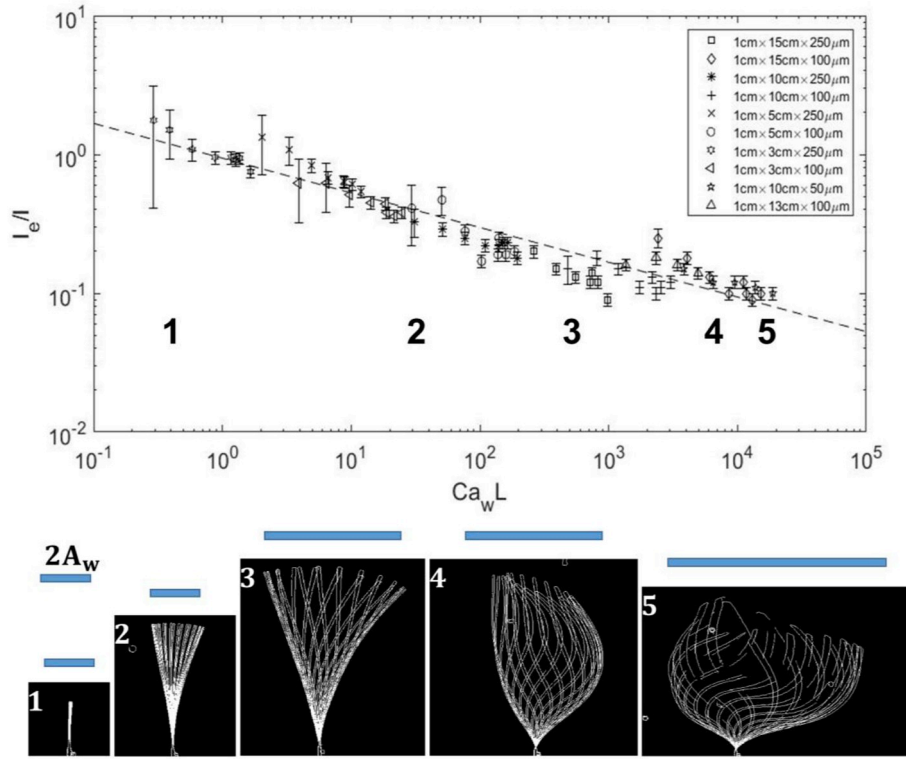 10^1
10^0
10^-1
10^-2
I_e/I
10^-1 10^0 10^1 10^2 10^3 10^4 10^5
Ca_wL
1cm×15cm×250μm
1cm×15cm×100μm
1cm×10cm×250μm
1cm×10cm×100μm
1cm×5cm×250μm
1cm×5cm×100μm
1cm×3cm×250μm
1cm×3cm×100μm
1cm×10cm×50μm
1cm×13cm×100μm
1 2 3 4 5
2A_w
1
2
3
4
5